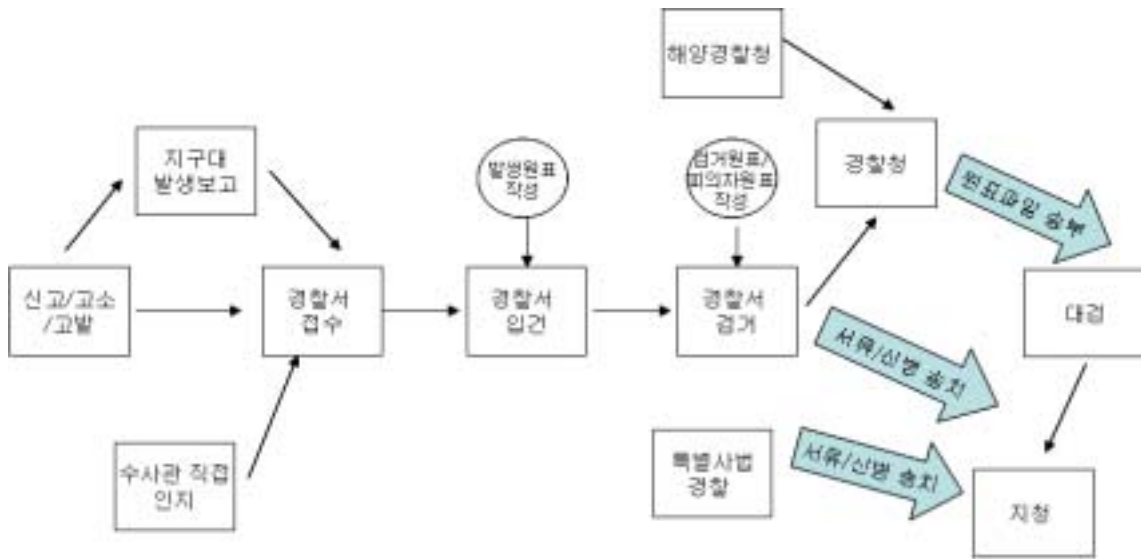 해양경찰청
지구대
발생보고
발생원표
작성
검거원표/
피의자원표
작성
경찰청
원표파일 송부
신고/고소
/고발
경찰서
접수
경찰서
입건
경찰서
검거
대검
서류/신병 송치
수사관 직접
인지
특별사법
경찰
서류/신병 송치
지청